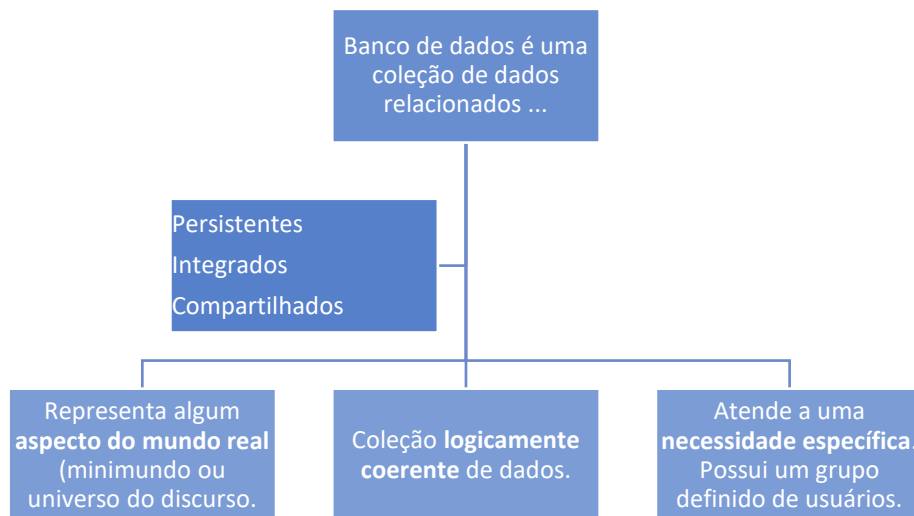 Banco de dados é uma
coleção de dados
relacionados ...
Persistentes
Integrados
Compartilhados
Representa algum
aspecto do mundo real
(minimundo ou
universo do discurso.
Coleção logicamente
coerente de dados.
Atende a uma
necessidade específica.
Possui um grupo
definido de usuários.